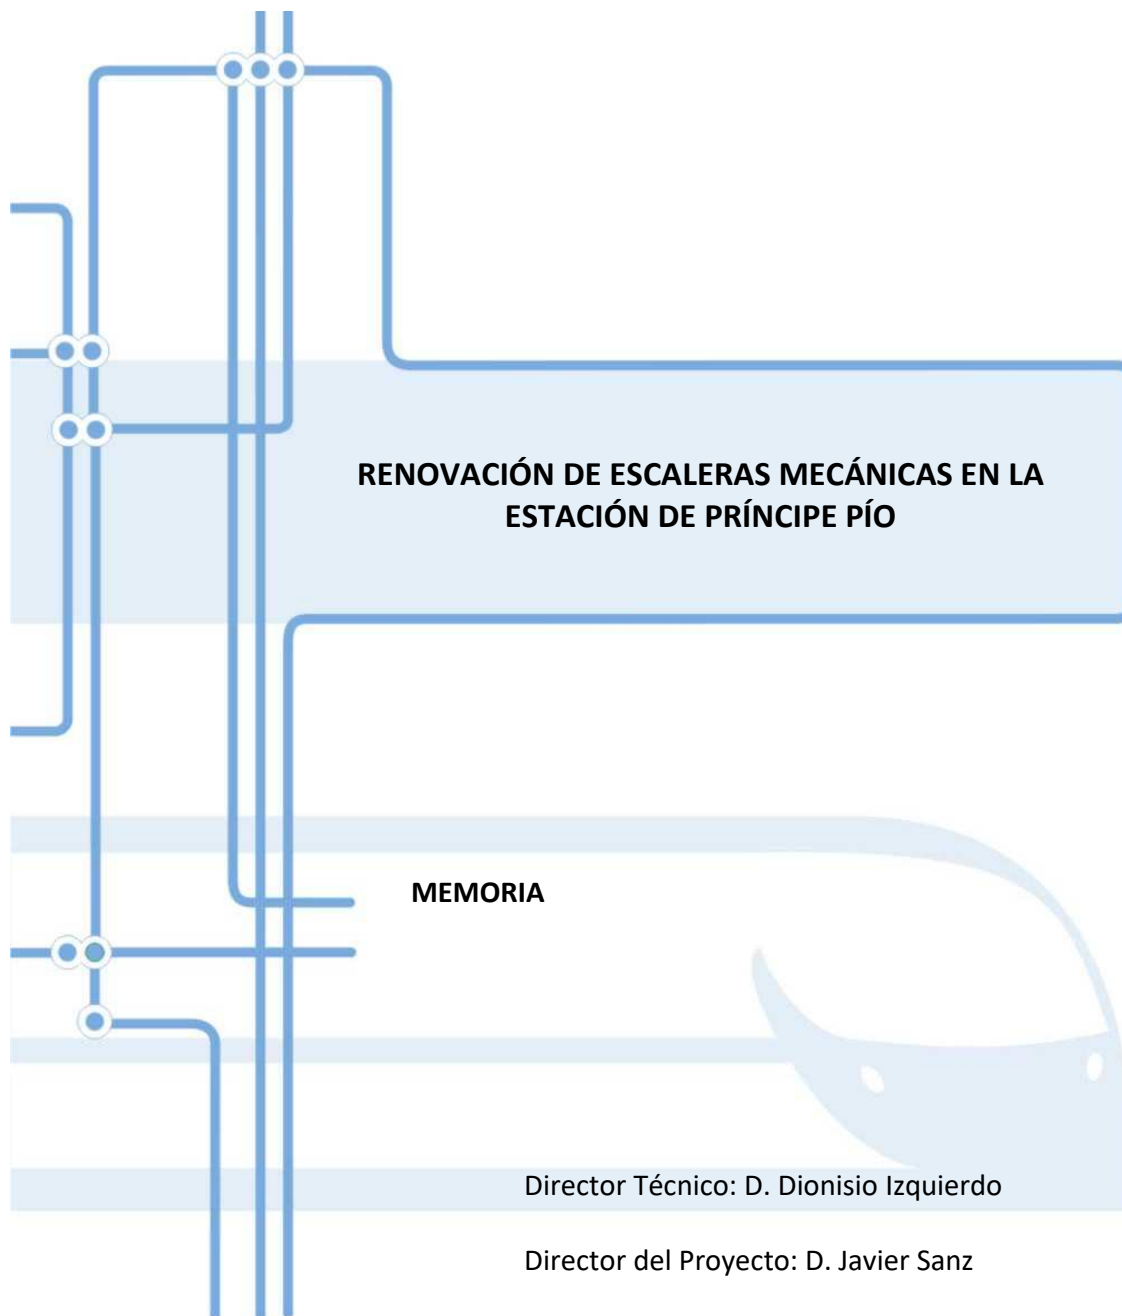 RENOVACIÓN DE ESCALERAS MECÁNICAS EN LA
ESTACIÓN DE PRÍNCIPE PÍO
MEMORIA
Director Técnico: D. Dionisio Izquierdo
Director del Proyecto: D. Javier Sanz